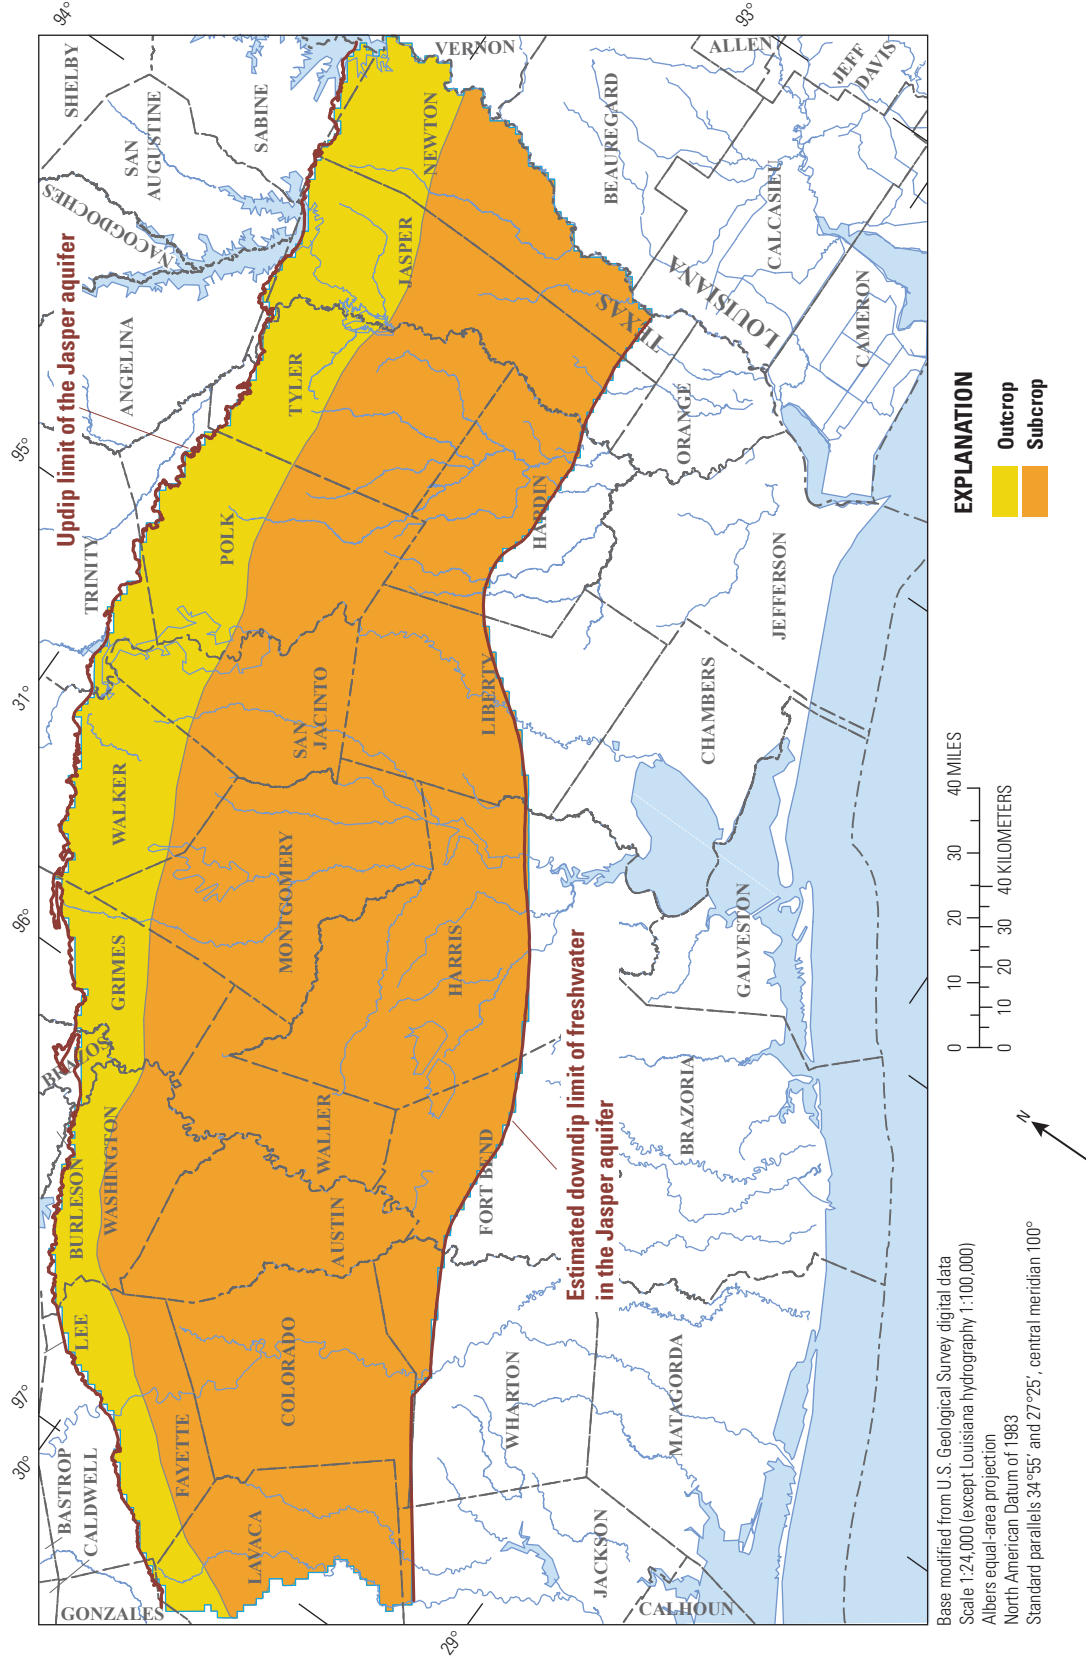 94°
93°
95°
31°
96°
97°
30°
29°
SHELBY
SAN
AUGUSTINE
SABINE
NACOGDOCHES
VERNON
ALLEN
JEFF
DAVIS
BEAUREGARD
CALCASIEU
CAMERON
LOUISIANA
TEXAS
NEWTON
JASPER
TYLER
ANGELINA
Updip limit of the Jasper aquifer
TRINITY
POLK
HARDIN
ORANGE
JEFFERSON
LIBERTY
CHAMBERS
SAN
JACINTO
WALKER
MONTGOMERY
GRIMES
HARRIS
GALVESTON
BRAZOS
BURLESON
WASHINGTON
WALLER
AUSTIN
FORT BEND
BRAZORIA
Estimated downdip limit of freshwater
in the Jasper aquifer
LEE
FAYETTE
COLORADO
WHARTON
MATAGORDA
BASTROP
CALDWELL
LAVACA
JACKSON
CALHOUN
GONZALES
EXPLANATION
Outcrop
Subcrop
0 10 20 30 40 MILES
0 10 20 30 40 KILOMETERS
N
Base modified from U.S. Geological Survey digital data
Scale 1:24,000 (except Louisiana hydrography 1:100,000)
Albers equal-area projection
North American Datum of 1983
Standard parallels 34°55' and 27°25', central meridian 100°